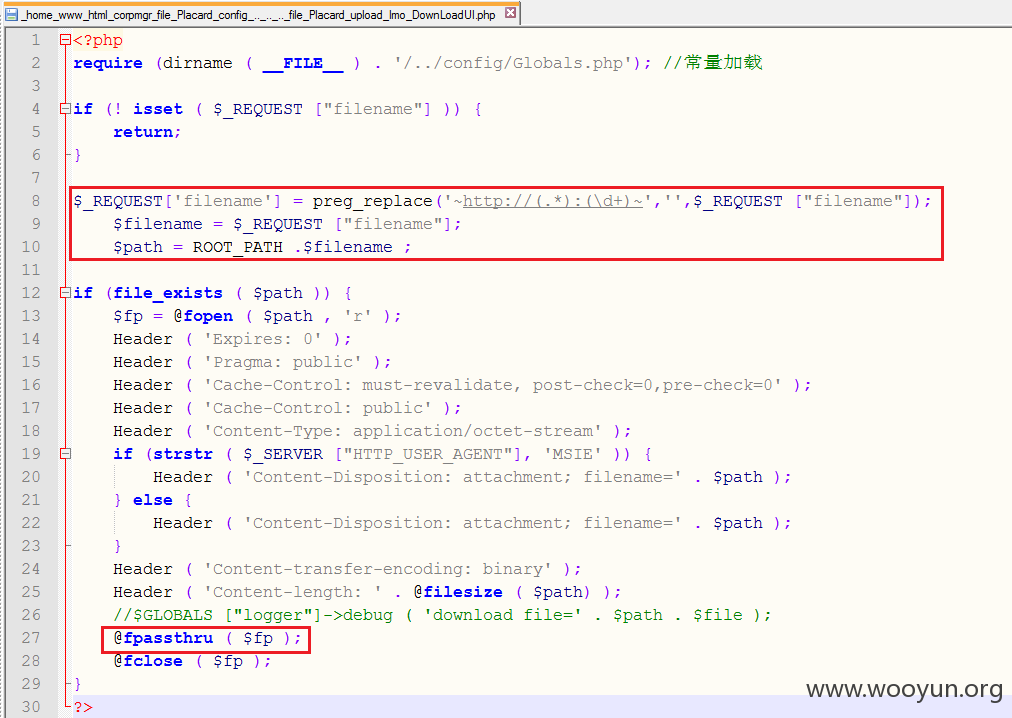 _home_www_html_corpmgr_file_Placard_config_.._.._.._file_Placard_upload_Imo_DownLoadUI.php
1 <?php
2 require (dirname ( __FILE__ ) . '/../config/Globals.php'); //常量加载
3
4 if (! isset ( $_REQUEST ["filename"] )) {
5 return;
6 }
7
8 $_REQUEST['filename'] = preg_replace('~http://(.*):(\d+)~','',$_REQUEST ["filename"]);
9 $filename = $_REQUEST ["filename"];
10 $path = ROOT_PATH .$filename ;
11
12 if (file_exists ( $path )) {
13 $fp = @fopen ( $path , 'r' );
14 Header ( 'Expires: 0' );
15 Header ( 'Pragma: public' );
16 Header ( 'Cache-Control: must-revalidate, post-check=0,pre-check=0' );
17 Header ( 'Cache-Control: public' );
18 Header ( 'Content-Type: application/octet-stream' );
19 if (strstr ( $_SERVER ["HTTP_USER_AGENT"], 'MSIE' )) {
20 Header ( 'Content-Disposition: attachment; filename=' . $path );
21 } else {
22 Header ( 'Content-Disposition: attachment; filename=' . $path );
23 }
24 Header ( 'Content-transfer-encoding: binary' );
25 Header ( 'Content-length: ' . @filesize ( $path) );
26 //$GLOBALS ["logger"]->debug ( 'download file=' . $path . $file );
27 @fpassthru ( $fp );
28 @fclose ( $fp );
29 }
30 ?>
www.wooyun.org